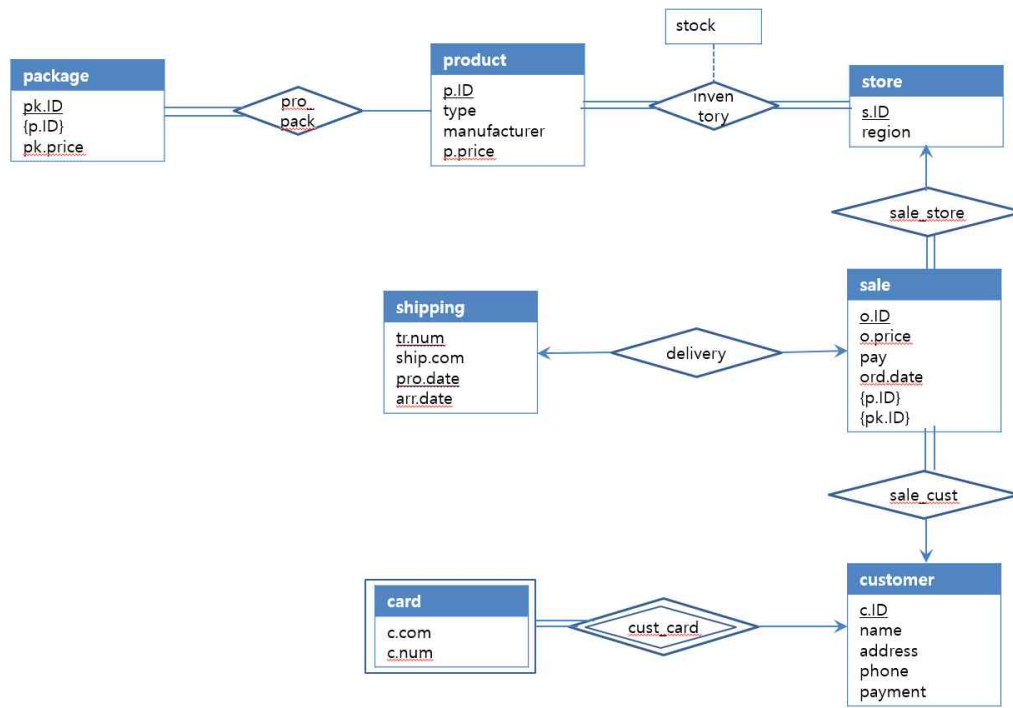 stock
package
pk.ID
{p.ID}
pk.price
pro_
pack
product
p.ID
type
manufacturer
p.price
inven
tory
store
s.ID
region
sale_store
shipping
tr.num
ship.com
pro.date
arr.date
delivery
sale
o.ID
o.price
pay
ord.date
{p.ID}
{pk.ID}
sale_cust
card
c.com
c.num
cust_card
customer
c.ID
name
address
phone
payment